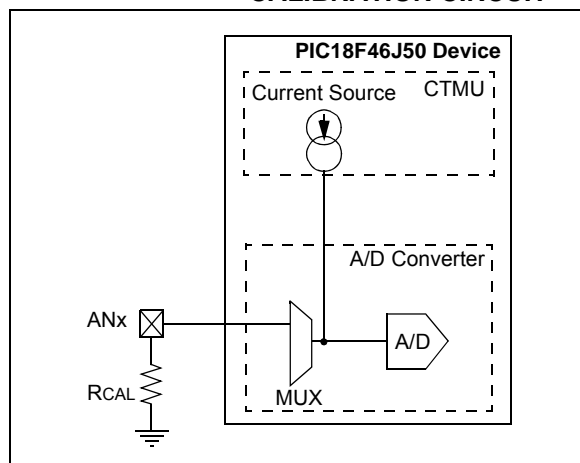 CALIBRATION CIRCUIT
PIC18F46J50 Device
Current Source
CTMU
A/D Converter
ANx
A/D
RCAL
MUX